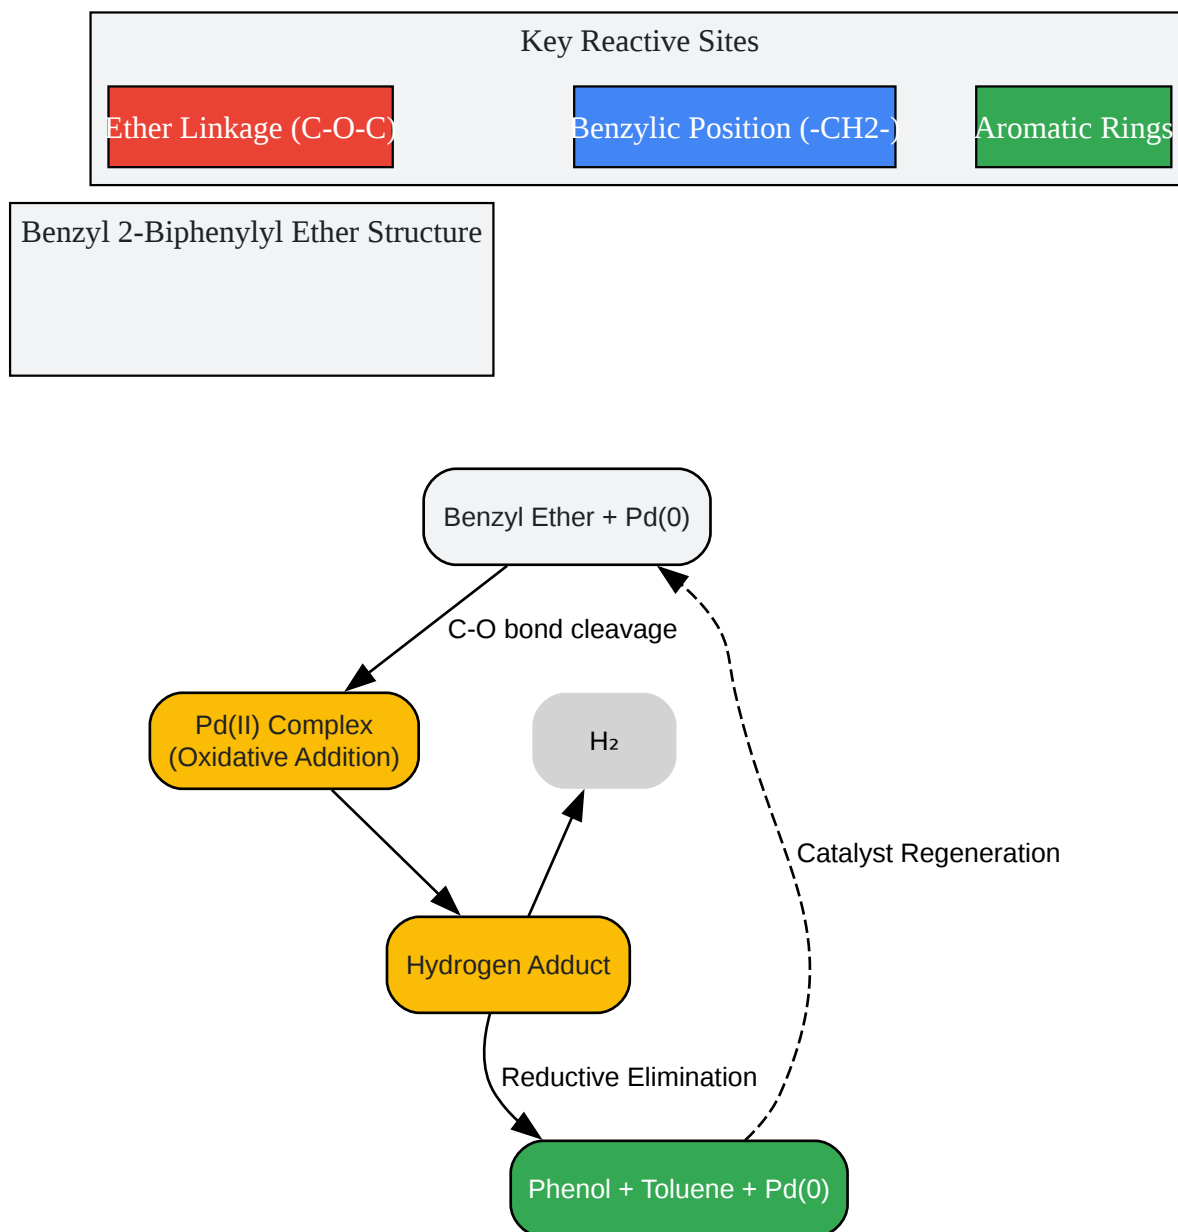 Key Reactive Sites
Ether Linkage (C-O-C)
Benzylic Position (-CH2-)
Aromatic Rings
Benzyl 2-Biphenylyl Ether Structure
Benzyl Ether + Pd(0)
C-O bond cleavage
Pd(II) Complex
(Oxidative Addition)
H₂
Catalyst Regeneration
Hydrogen Adduct
Reductive Elimination
Phenol + Toluene + Pd(0)